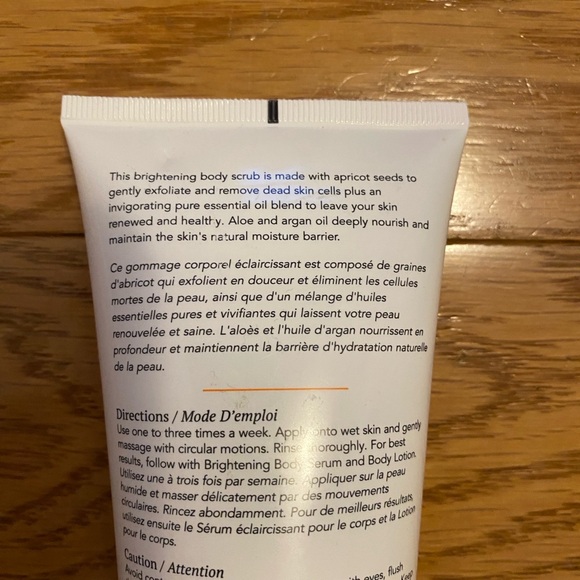 This brightening body scrub is made with apricot seeds to
gently exfoliate and remove dead skin cells plus an
invigorating pure essential oil blend to leave your skin
renewed and healthy. Aloe and argan oil deeply nourish and
maintain the skin's natural moisture barrier.
Ce gommage corporel éclaircissant est composé de graines
d'abricot qui exfolient en douceur et éliminent les cellules
mortes de la peau, ainsi que d'un mélange d'huiles
essentielles pures et vivifiantes qui laissent votre peau
renouvelée et saine. L'aloès et l'huile d'argan nourrissent en
profondeur et maintiennent la barrière d'hydratation naturelle
de la peau.
Directions / Mode D'emploi
Use one to three times a week. Apply onto wet skin and gently
massage with circular motions. Rinse thoroughly. For best
results, follow with Brightening Body Serum and Body Lotion.
Utilisez une à trois fois par semaine. Appliquer sur la peau
humide et masser délicatement par des mouvements
circulaires. Rincez abondamment. Pour de meilleurs résultats,
utilisez ensuite le Sérum éclaircissant pour le corps et la Lotion
pour le corps.
Caution / Attention
Avoid eyes, flush